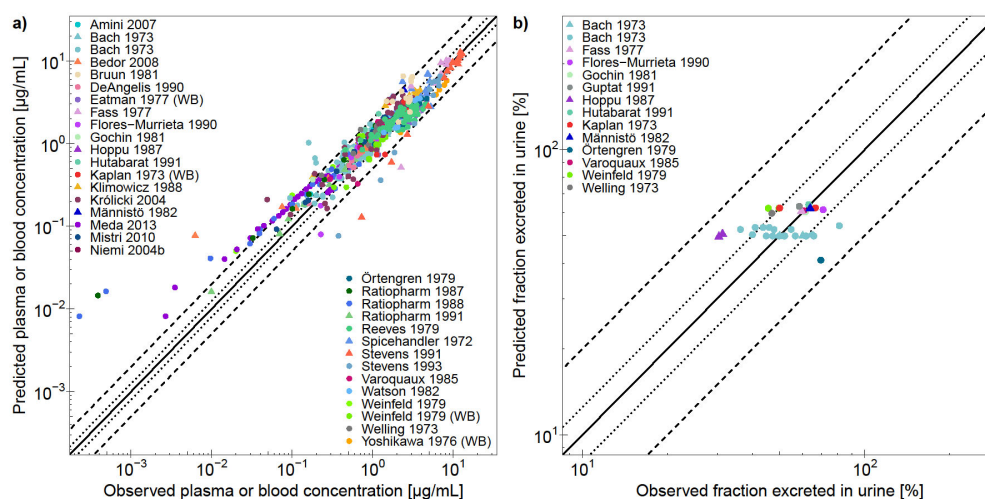 a)
Predicted plasma or blood concentration [µg/mL]
10¹
10⁰
10⁻¹
10⁻²
10⁻³
Amini 2007
Bach 1973
Bach 1973
Bedor 2008
Bruun 1981
DeAngelis 1990
Eatman 1977 (WB)
Fass 1977
Flores−Murrieta 1990
Gochin 1981
Hoppu 1987
Hutabarat 1991
Kaplan 1973 (WB)
Klimowicz 1988
Królicki 2004
Männistö 1982
Meda 2013
Mistri 2010
Niemi 2004b
Örtengren 1979
Ratiopharm 1987
Ratiopharm 1988
Ratiopharm 1991
Reeves 1979
Spicehandler 1972
Stevens 1991
Stevens 1993
Varoquaux 1985
Watson 1982
Weinfeld 1979
Weinfeld 1979 (WB)
Welling 1973
Yoshikawa 1976 (WB)
10⁻³ 10⁻² 10⁻¹ 10⁰ 10¹
Observed plasma or blood concentration [µg/mL]
b)
Predicted fraction excreted in urine [%]
10²
10¹
Bach 1973
Bach 1973
Fass 1977
Flores−Murrieta 1990
Gochin 1981
Guptat 1991
Hoppu 1987
Hutabarat 1991
Kaplan 1973
Männistö 1982
Örtengren 1979
Varoquaux 1985
Weinfeld 1979
Welling 1973
10¹ 10²
Observed fraction excreted in urine [%]